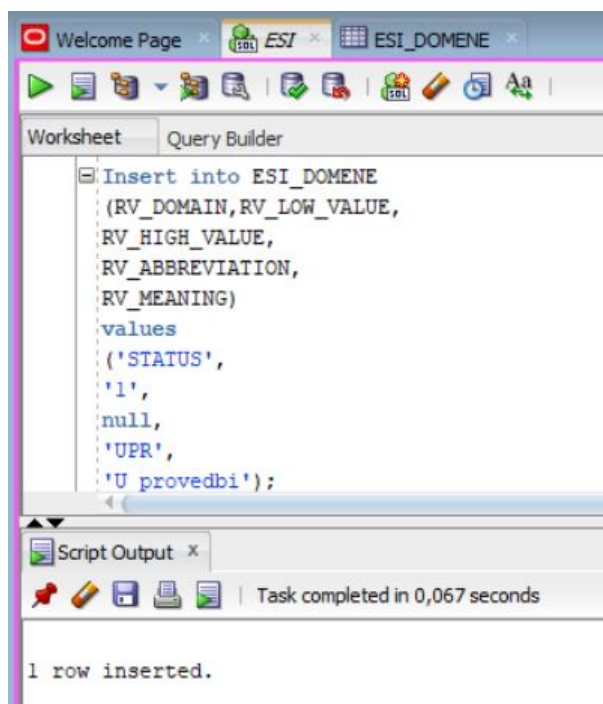 Welcome Page ESI ESI_DOMENE
Worksheet Query Builder
Insert into ESI_DOMENE
(RV_DOMAIN,RV_LOW_VALUE,
RV_HIGH_VALUE,
RV_ABBREVIATION,
RV_MEANING)
values
('STATUS',
'1',
null,
'UPR',
'U provedbi');
Script Output x
Task completed in 0,067 seconds
1 row inserted.